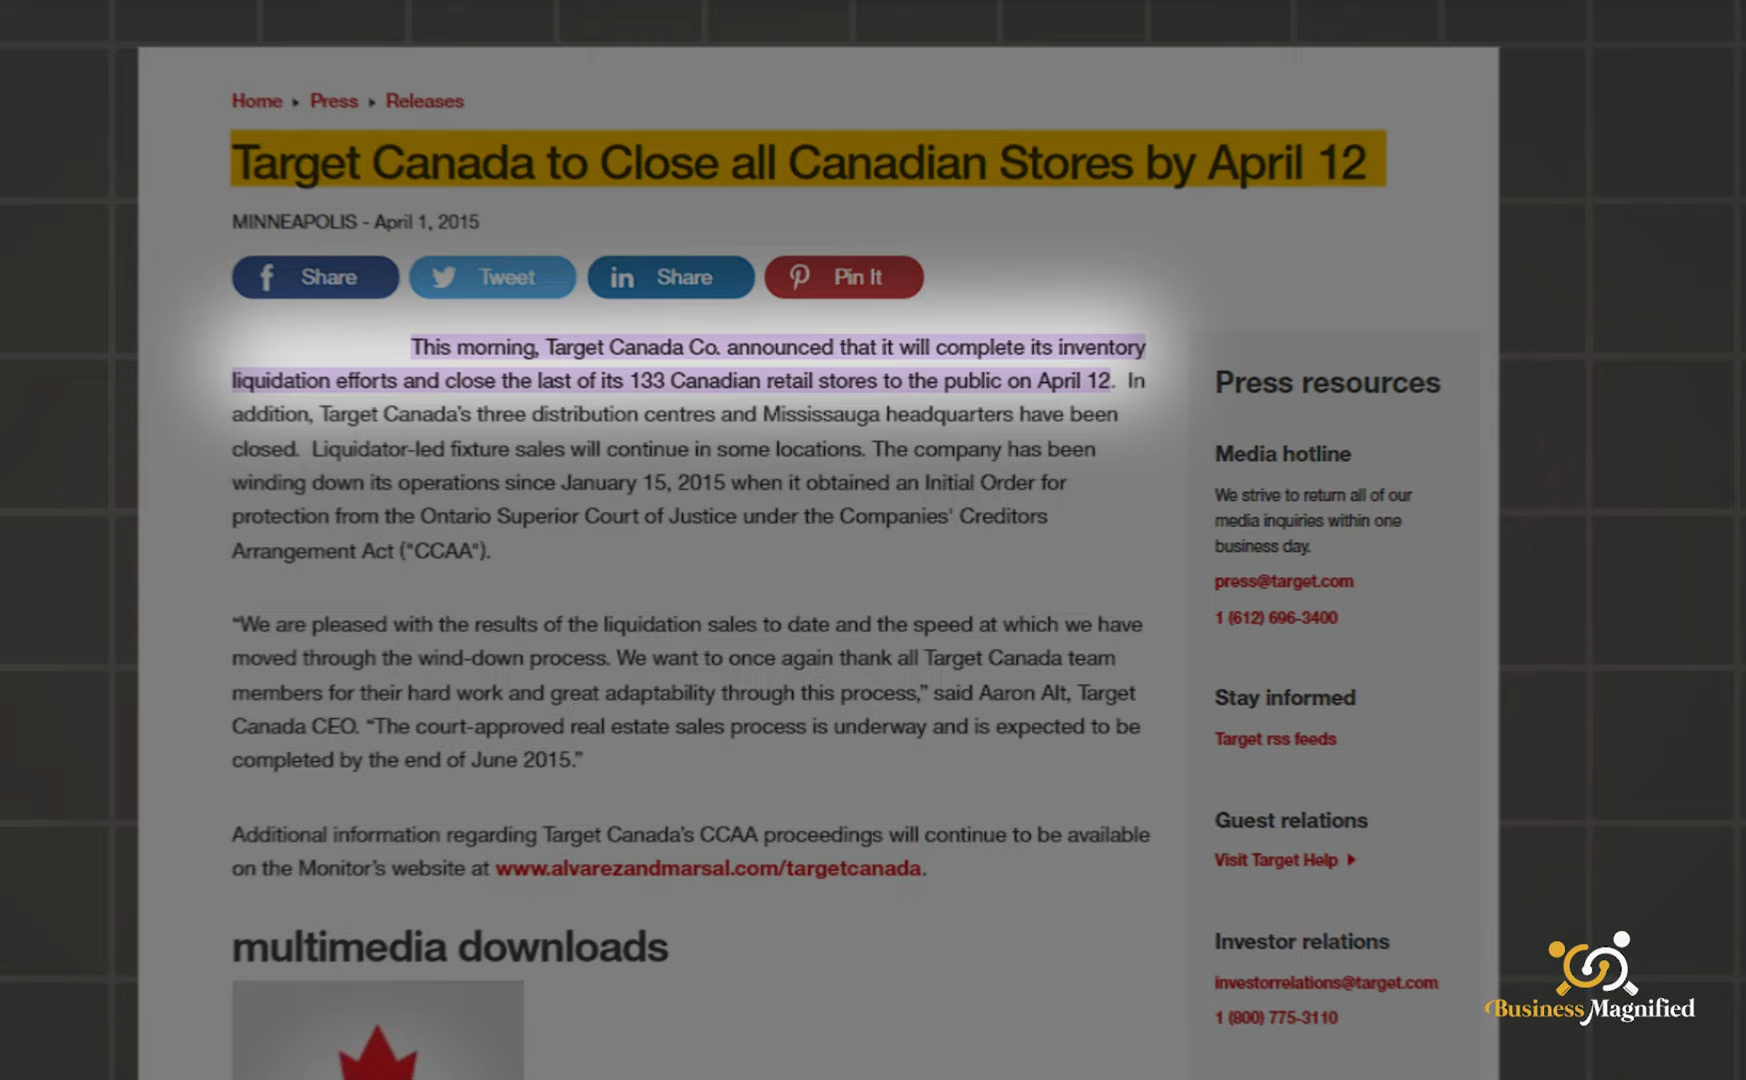 Home ▸ Press ▸ Releases
Target Canada to Close all Canadian Stores by April 12
MINNEAPOLIS - April 1, 2015
Share
Tweet
Share
Pin It
This morning, Target Canada Co. announced that it will complete its inventory
liquidation efforts and close the last of its 133 Canadian retail stores to the public on April 12. In
addition, Target Canada's three distribution centres and Mississauga headquarters have been
closed. Liquidator-led fixture sales will continue in some locations. The company has been
winding down its operations since January 15, 2015 when it obtained an Initial Order for
protection from the Ontario Superior Court of Justice under the Companies' Creditors
Arrangement Act ("CCAA").
“We are pleased with the results of the liquidation sales to date and the speed at which we have
moved through the wind-down process. We want to once again thank all Target Canada team
members for their hard work and great adaptability through this process,” said Aaron Alt, Target
Canada CEO. “The court-approved real estate sales process is underway and is expected to be
completed by the end of June 2015.”
Additional information regarding Target Canada's CCAA proceedings will continue to be available
on the Monitor's website at www.alvarezandmarsal.com/targetcanada.
multimedia downloads
Press resources
Media hotline
We strive to return all of our
media inquiries within one
business day.
press@target.com
1 (612) 696-3400
Stay informed
Target rss feeds
Guest relations
Visit Target Help ▸
Investor relations
investorrelations@target.com
1 (800) 775-3110
Business Magnified